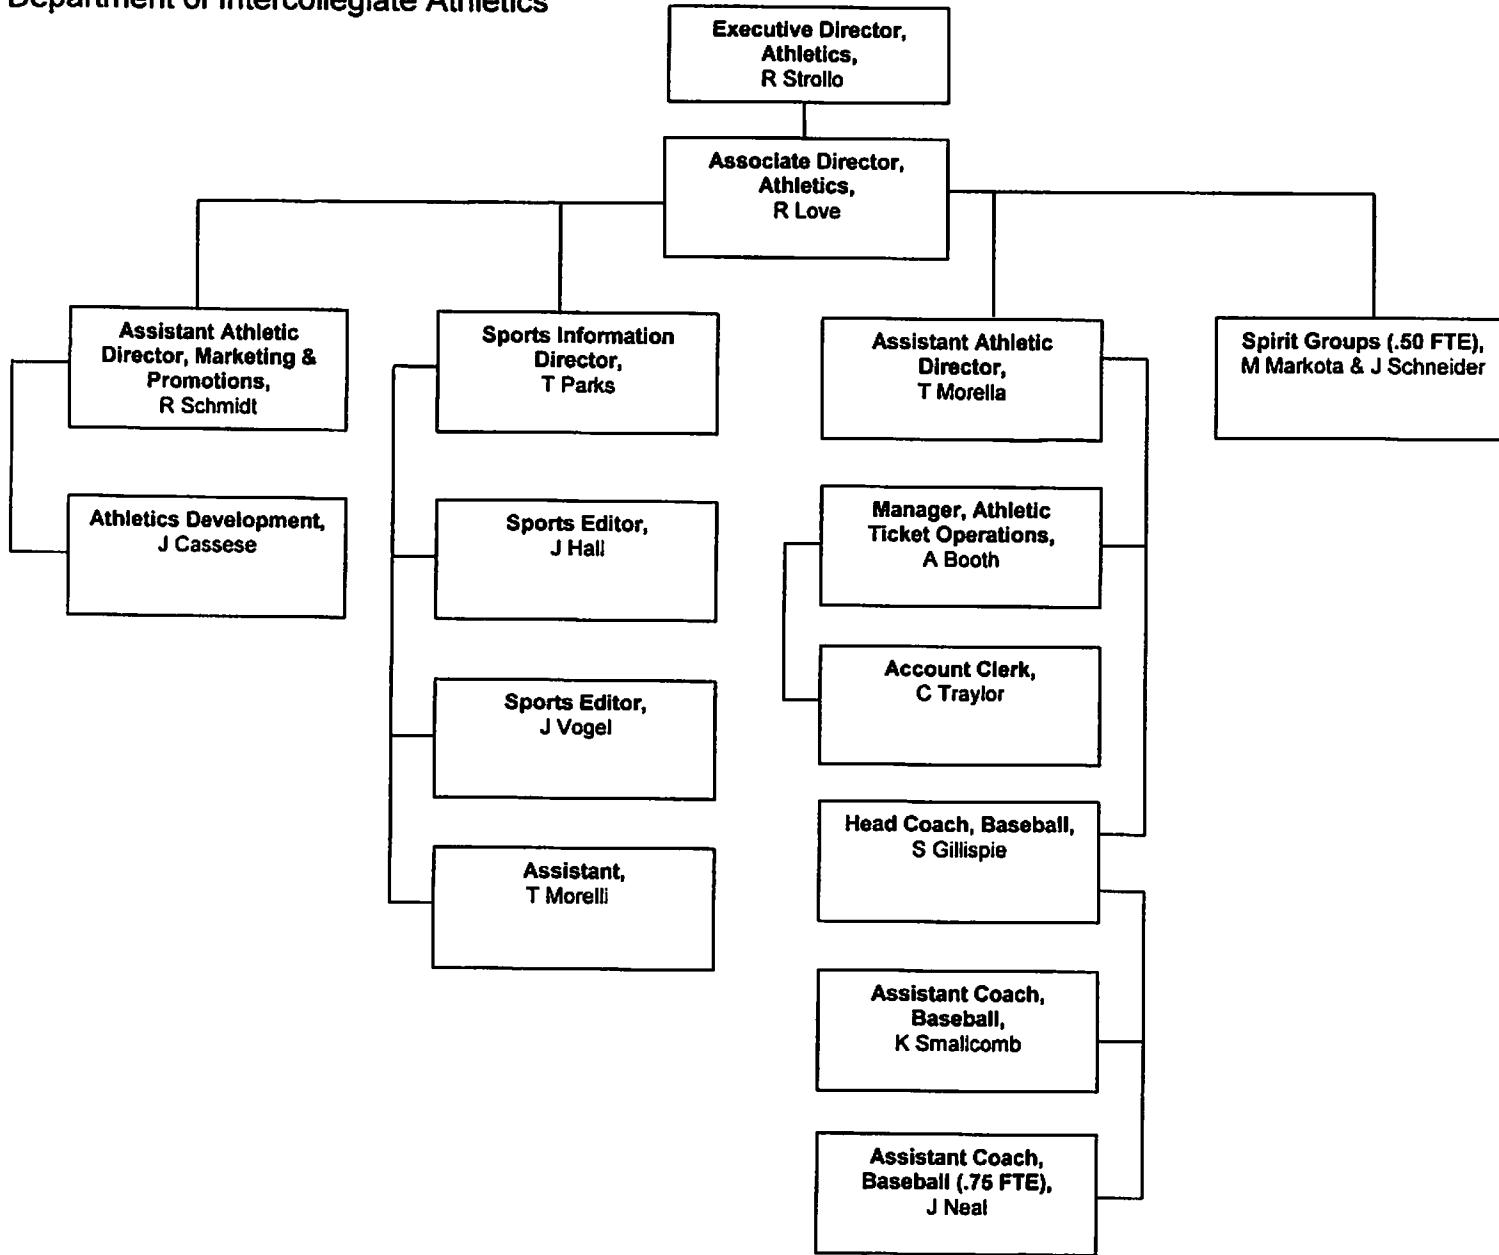 Department of Intercollegiate Athletics
Executive Director,
Athletics,
R Strollo
Associate Director,
Athletics,
R Love
Assistant Athletic
Director, Marketing &
Promotions,
R Schmidt
Athletics Development,
J Cassese
Sports Information
Director,
T Parks
Sports Editor,
J Hall
Sports Editor,
J Vogel
Assistant,
T Morelli
Assistant Athletic
Director,
T Morella
Manager, Athletic
Ticket Operations,
A Booth
Account Clerk,
C Traylor
Head Coach, Baseball,
S Gillispie
Assistant Coach,
Baseball,
K Smallcomb
Assistant Coach,
Baseball (.75 FTE),
J Neal
Spirit Groups (.50 FTE),
M Markota & J Schneider